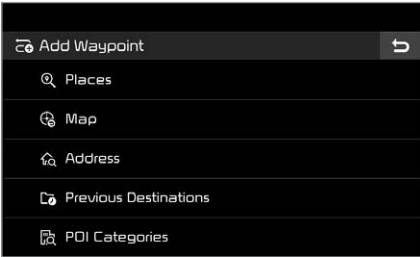 Add Waypoint
Places
Map
Address
Previous Destinations
POI Categories